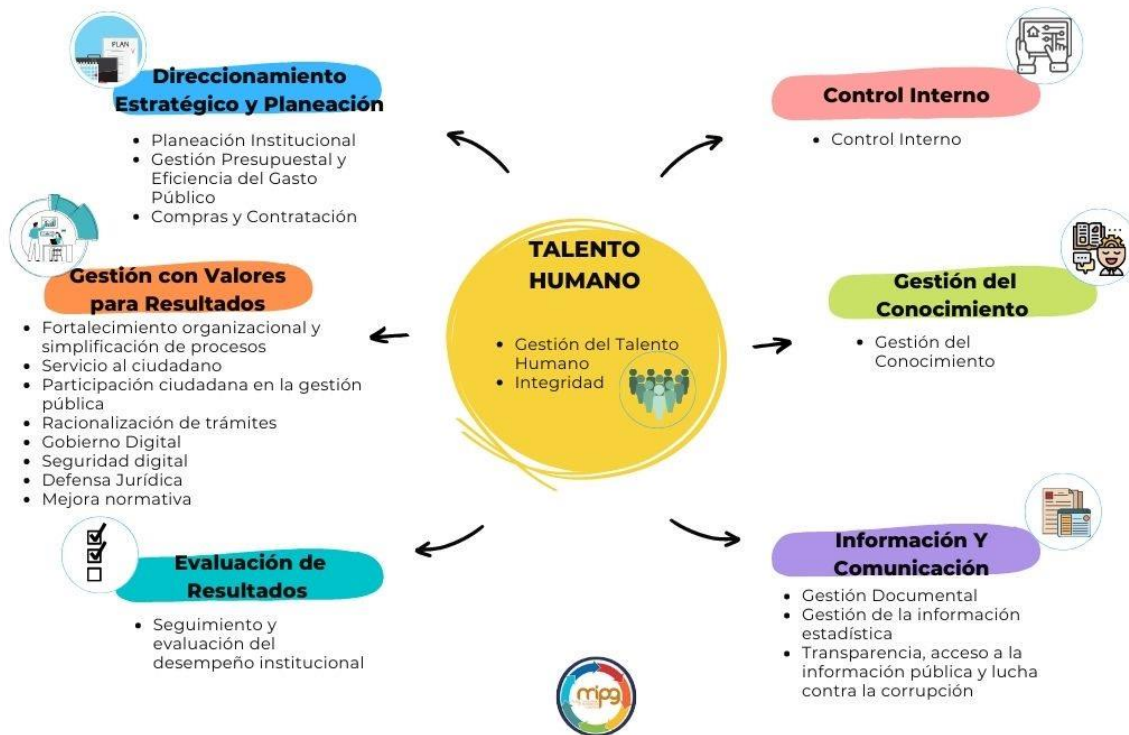 PLAN
Direccionamiento
Estratégico y Planeación
• Planeación Institucional
• Gestión Presupuestal y
Eficiencia del Gasto
Público
• Compras y Contratación
Gestión con Valores
para Resultados
• Fortalecimiento organizacional y
simplificación de procesos
• Servicio al ciudadano
• Participación ciudadana en la gestión
pública
• Racionalización de trámites
• Gobierno Digital
• Seguridad digital
• Defensa Jurídica
• Mejora normativa
Evaluación de
Resultados
• Seguimiento y
evaluación del
desempeño institucional
TALENTO
HUMANO
• Gestión del Talento
Humano
• Integridad
Control Interno
• Control Interno
Gestión del
Conocimiento
• Gestión del
Conocimiento
Información Y
Comunicación
• Gestión Documental
• Gestión de la información
estadística
• Transparencia, acceso a la
información pública y lucha
contra la corrupción
mipg